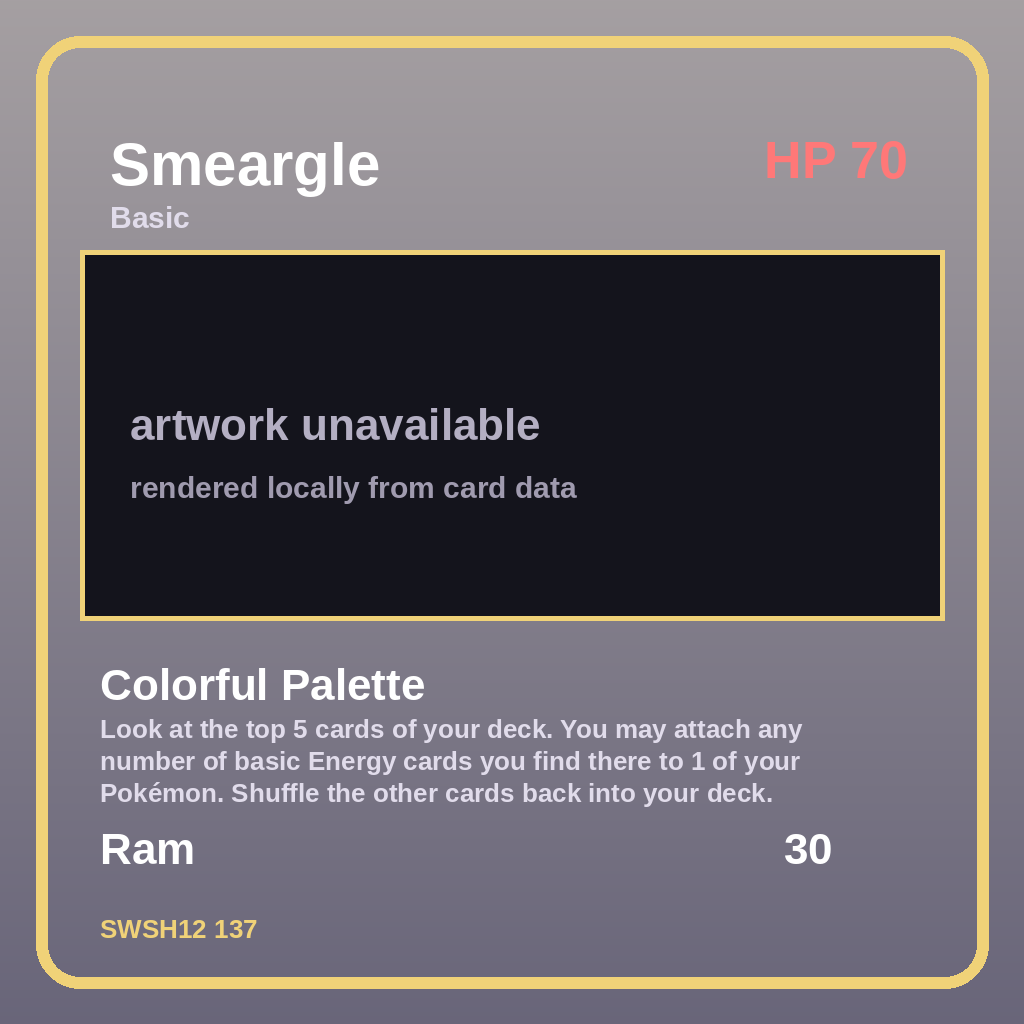 Smeargle
HP 70
Basic
artwork unavailable
rendered locally from card data
Colorful Palette
Look at the top 5 cards of your deck. You may attach any
number of basic Energy cards you find there to 1 of your
Pokémon. Shuffle the other cards back into your deck.
Ram 30
SWSH12 137